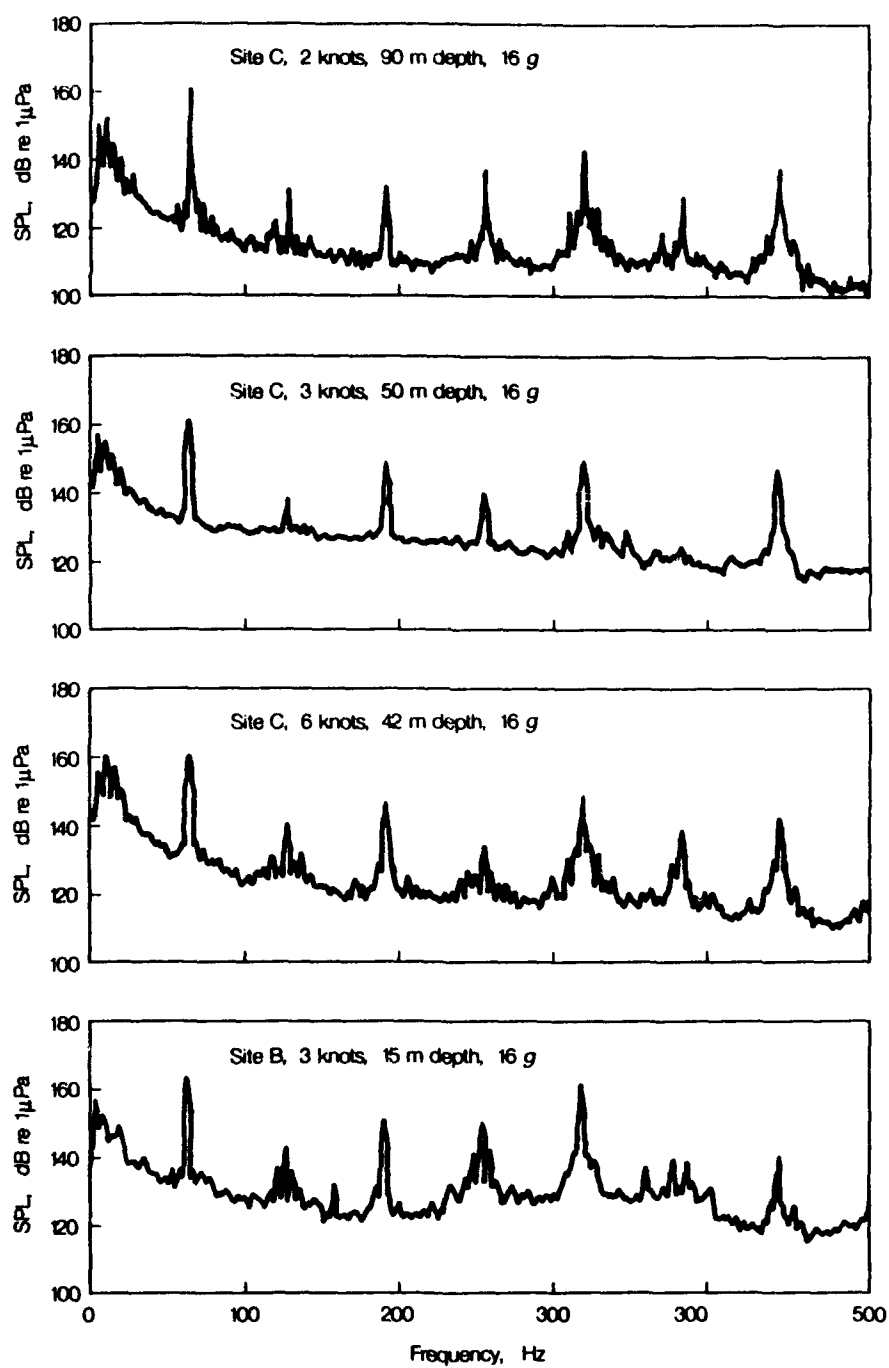 180
Site C, 2 knots, 90 m depth, 16 g
160
140
120
100
SPL, dB re 1μPa
180
Site C, 3 knots, 50 m depth, 16 g
160
140
120
100
SPL, dB re 1μPa
180
Site C, 6 knots, 42 m depth, 16 g
160
140
120
100
SPL, dB re 1μPa
180
Site B, 3 knots, 15 m depth, 16 g
160
140
120
100
SPL, dB re 1μPa
0 100 200 300 300 500
Frequency, Hz